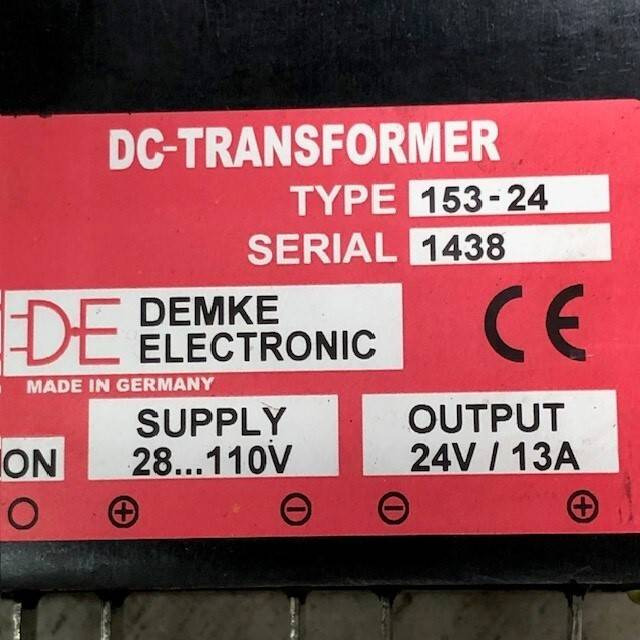 DC-TRANSFORMER
TYPE 153-24
SERIAL 1438
DE DEMKE
ELECTRONIC
CE
MADE IN GERMANY
ON
SUPPLY
28...110V
OUTPUT
24V / 13A
+ - - +